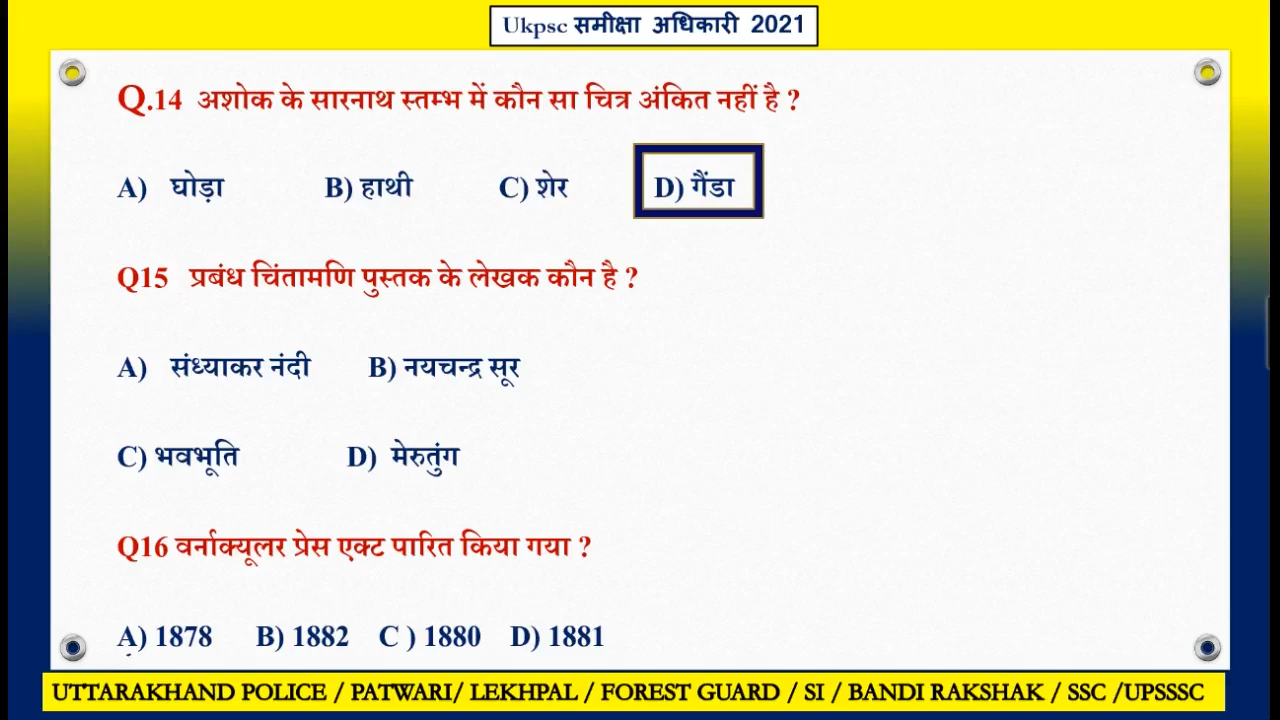 Ukpsc समीक्षा अधिकारी 2021
Q.14 अशोक के सारनाथ स्तम्भ में कौन सा चित्र अंकित नहीं है ?
A) घोड़ा B) हाथी C) शेर D) गैंडा
Q15 प्रबंध चिंतामणि पुस्तक के लेखक कौन है ?
A) संध्याकर नंदी B) नयचन्द्र सूर
C) भवभूति D) मेरुतुंग
Q16 वर्नाक्यूलर प्रेस एक्ट पारित किया गया ?
A) 1878 B) 1882 C ) 1880 D) 1881
UTTARAKHAND POLICE / PATWARI/ LEKHPAL / FOREST GUARD / SI / BANDI RAKSHAK / SSC /UPSSSC